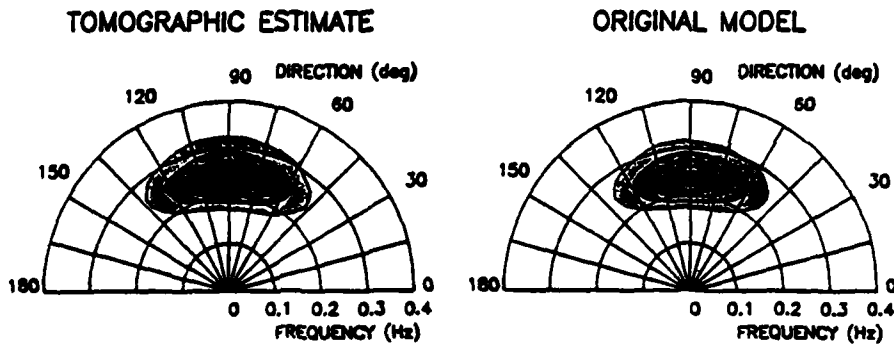 TOMOGRAPHIC ESTIMATE
90 DIRECTION (deg)
120
60
150
30
180
0
0 0.1 0.2 0.3 0.4
FREQUENCY (Hz)
ORIGINAL MODEL
90 DIRECTION (deg)
120
60
150
30
180
0
0 0.1 0.2 0.3 0.4
FREQUENCY (Hz)